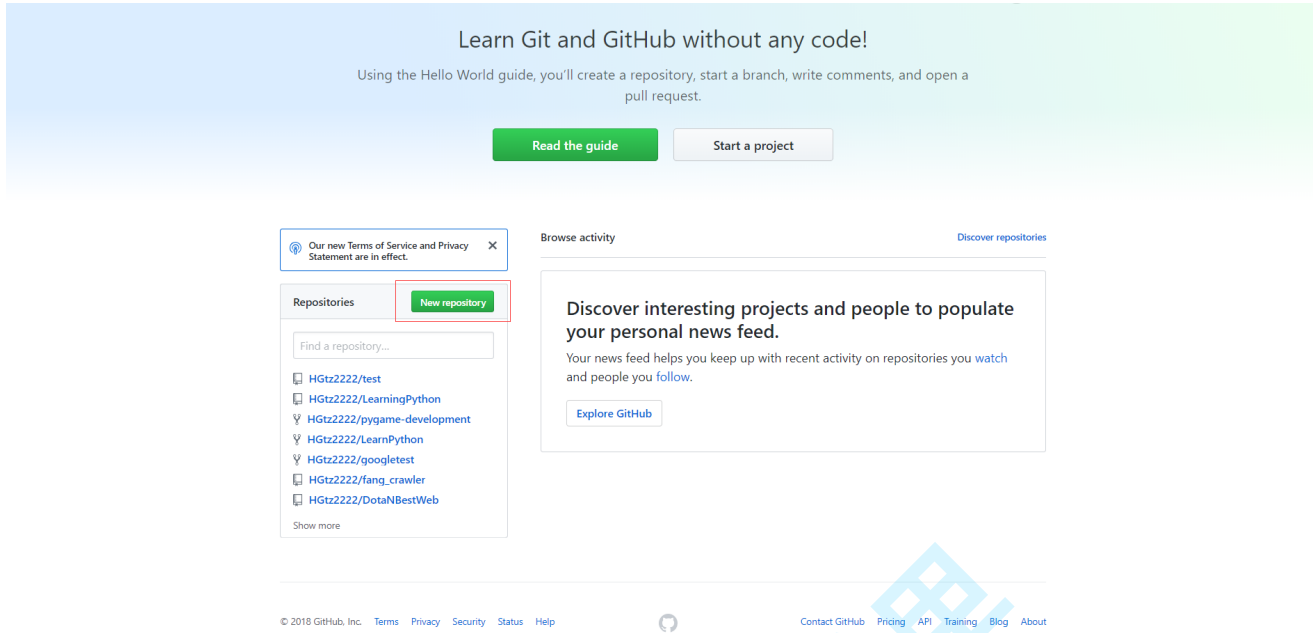 Learn Git and GitHub without any code!
Using the Hello World guide, you’ll create a repository, start a branch, write comments, and open a
pull request.
Read the guide
Start a project
Our new Terms of Service and Privacy
Statement are in effect.
Repositories
New repository
Find a repository...
HGtz2222/test
HGtz2222/LearningPython
HGtz2222/pygame-development
HGtz2222/LearnPython
HGtz2222/googletest
HGtz2222/fang_crawler
HGtz2222/DotaNBestWeb
Show more
Browse activity
Discover repositories
Discover interesting projects and people to populate
your personal news feed.
Your news feed helps you keep up with recent activity on repositories you watch
and people you follow.
Explore GitHub
© 2018 GitHub, Inc. Terms Privacy Security Status Help
Contact GitHub Pricing API Training Blog About